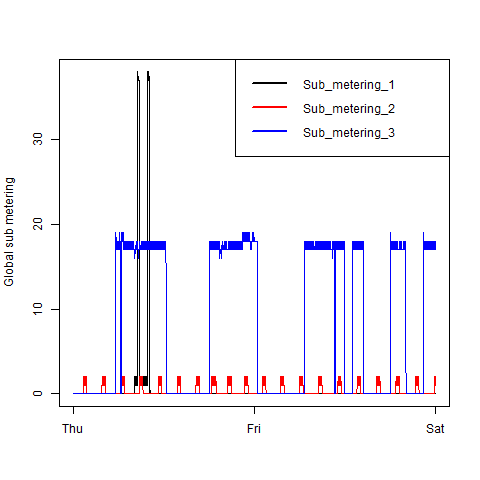 Sub_metering_1
Sub_metering_2
Sub_metering_3
Global sub metering
30
20
10
0
Thu
Fri
Sat